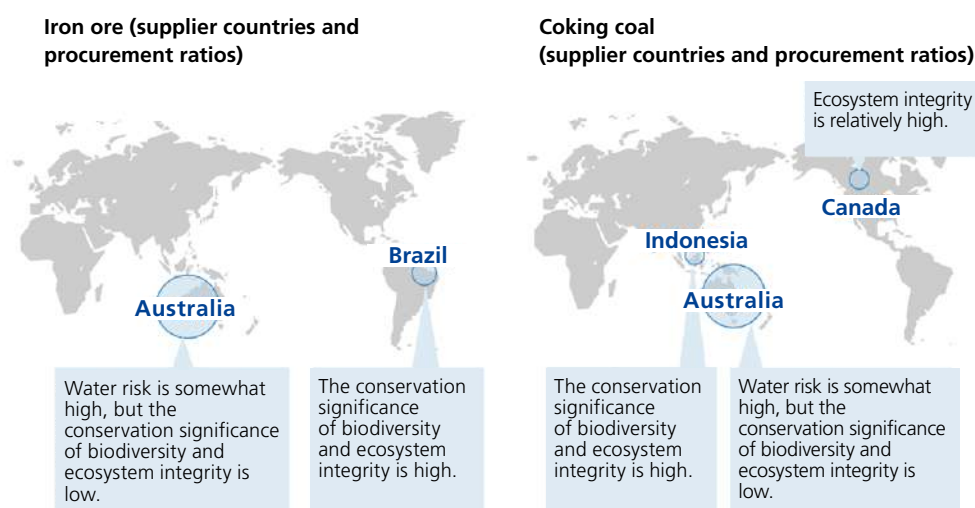 Iron ore (supplier countries and
procurement ratios)
Brazil
Australia
Water risk is somewhat
high, but the
conservation significance
of biodiversity and
ecosystem integrity is
low.
The conservation
significance
of biodiversity
and ecosystem
integrity is high.
Coking coal
(supplier countries and procurement ratios)
Ecosystem integrity
is relatively high.
Canada
Indonesia
Australia
The conservation
significance
of biodiversity
and ecosystem
integrity is high.
Water risk is somewhat
high, but the
conservation significance
of biodiversity and
ecosystem integrity is
low.